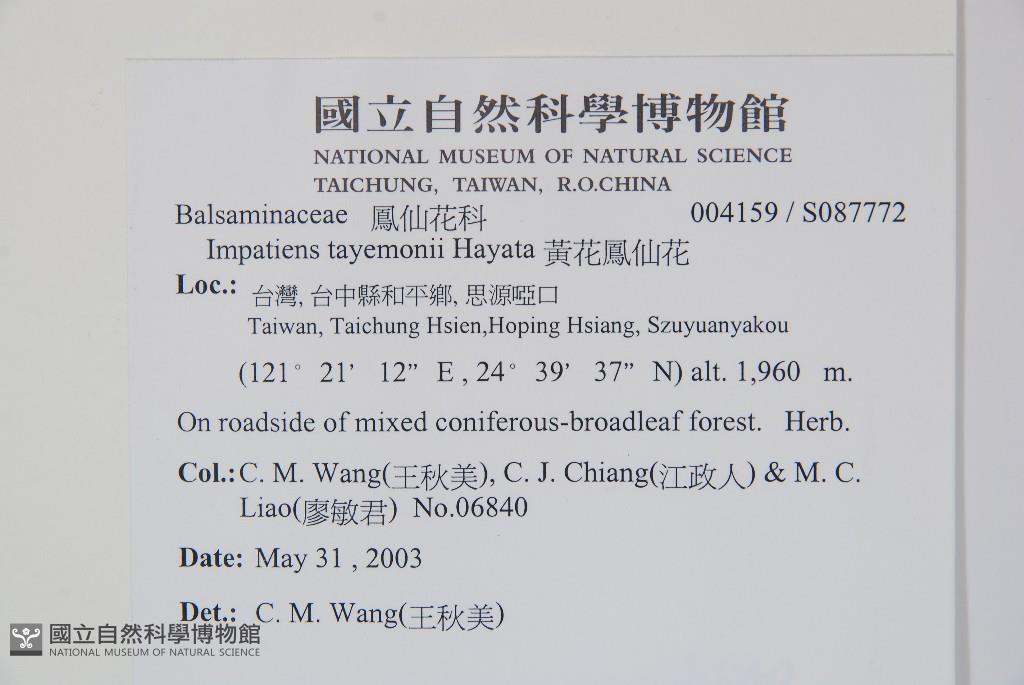 國立自然科學博物館
NATIONAL MUSEUM OF NATURAL SCIENCE
TAICHUNG, TAIWAN, R.O.CHINA
Balsaminaceae 鳳仙花科 004159 / S087772
Impatiens tayemonii Hayata 黃花鳳仙花
Loc.: 台灣, 台中縣和平鄉, 思源啞口
Taiwan, Taichung Hsien,Hoping Hsiang, Szuyuanyakou
(121° 21’ 12” E , 24° 39’ 37” N) alt. 1,960 m.
On roadside of mixed coniferous-broadleaf forest. Herb.
Col.: C. M. Wang(王秋美), C. J. Chiang(江政人) & M. C.
Liao(廖敏君) No.06840
Date: May 31 , 2003
Det.: C. M. Wang(王秋美)
國立自然科學博物館
NATIONAL MUSEUM OF NATURAL SCIENCE